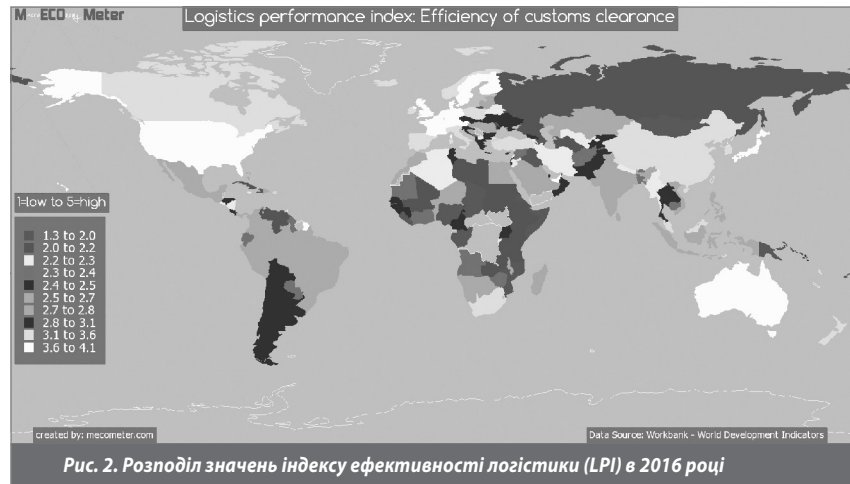 Logistics performance index: Efficiency of customs clearance
1=low to 5=high
1.3 to 2.0
2.0 to 2.2
2.2 to 2.3
2.3 to 2.4
2.4 to 2.5
2.5 to 2.7
2.7 to 2.8
2.8 to 3.1
3.1 to 3.6
3.6 to 4.1
created by: mecometer.com
Data Source: Workbank - World Development Indicators
Рис. 2. Розподіл значень індексу ефективності логістики (LPI) в 2016 році